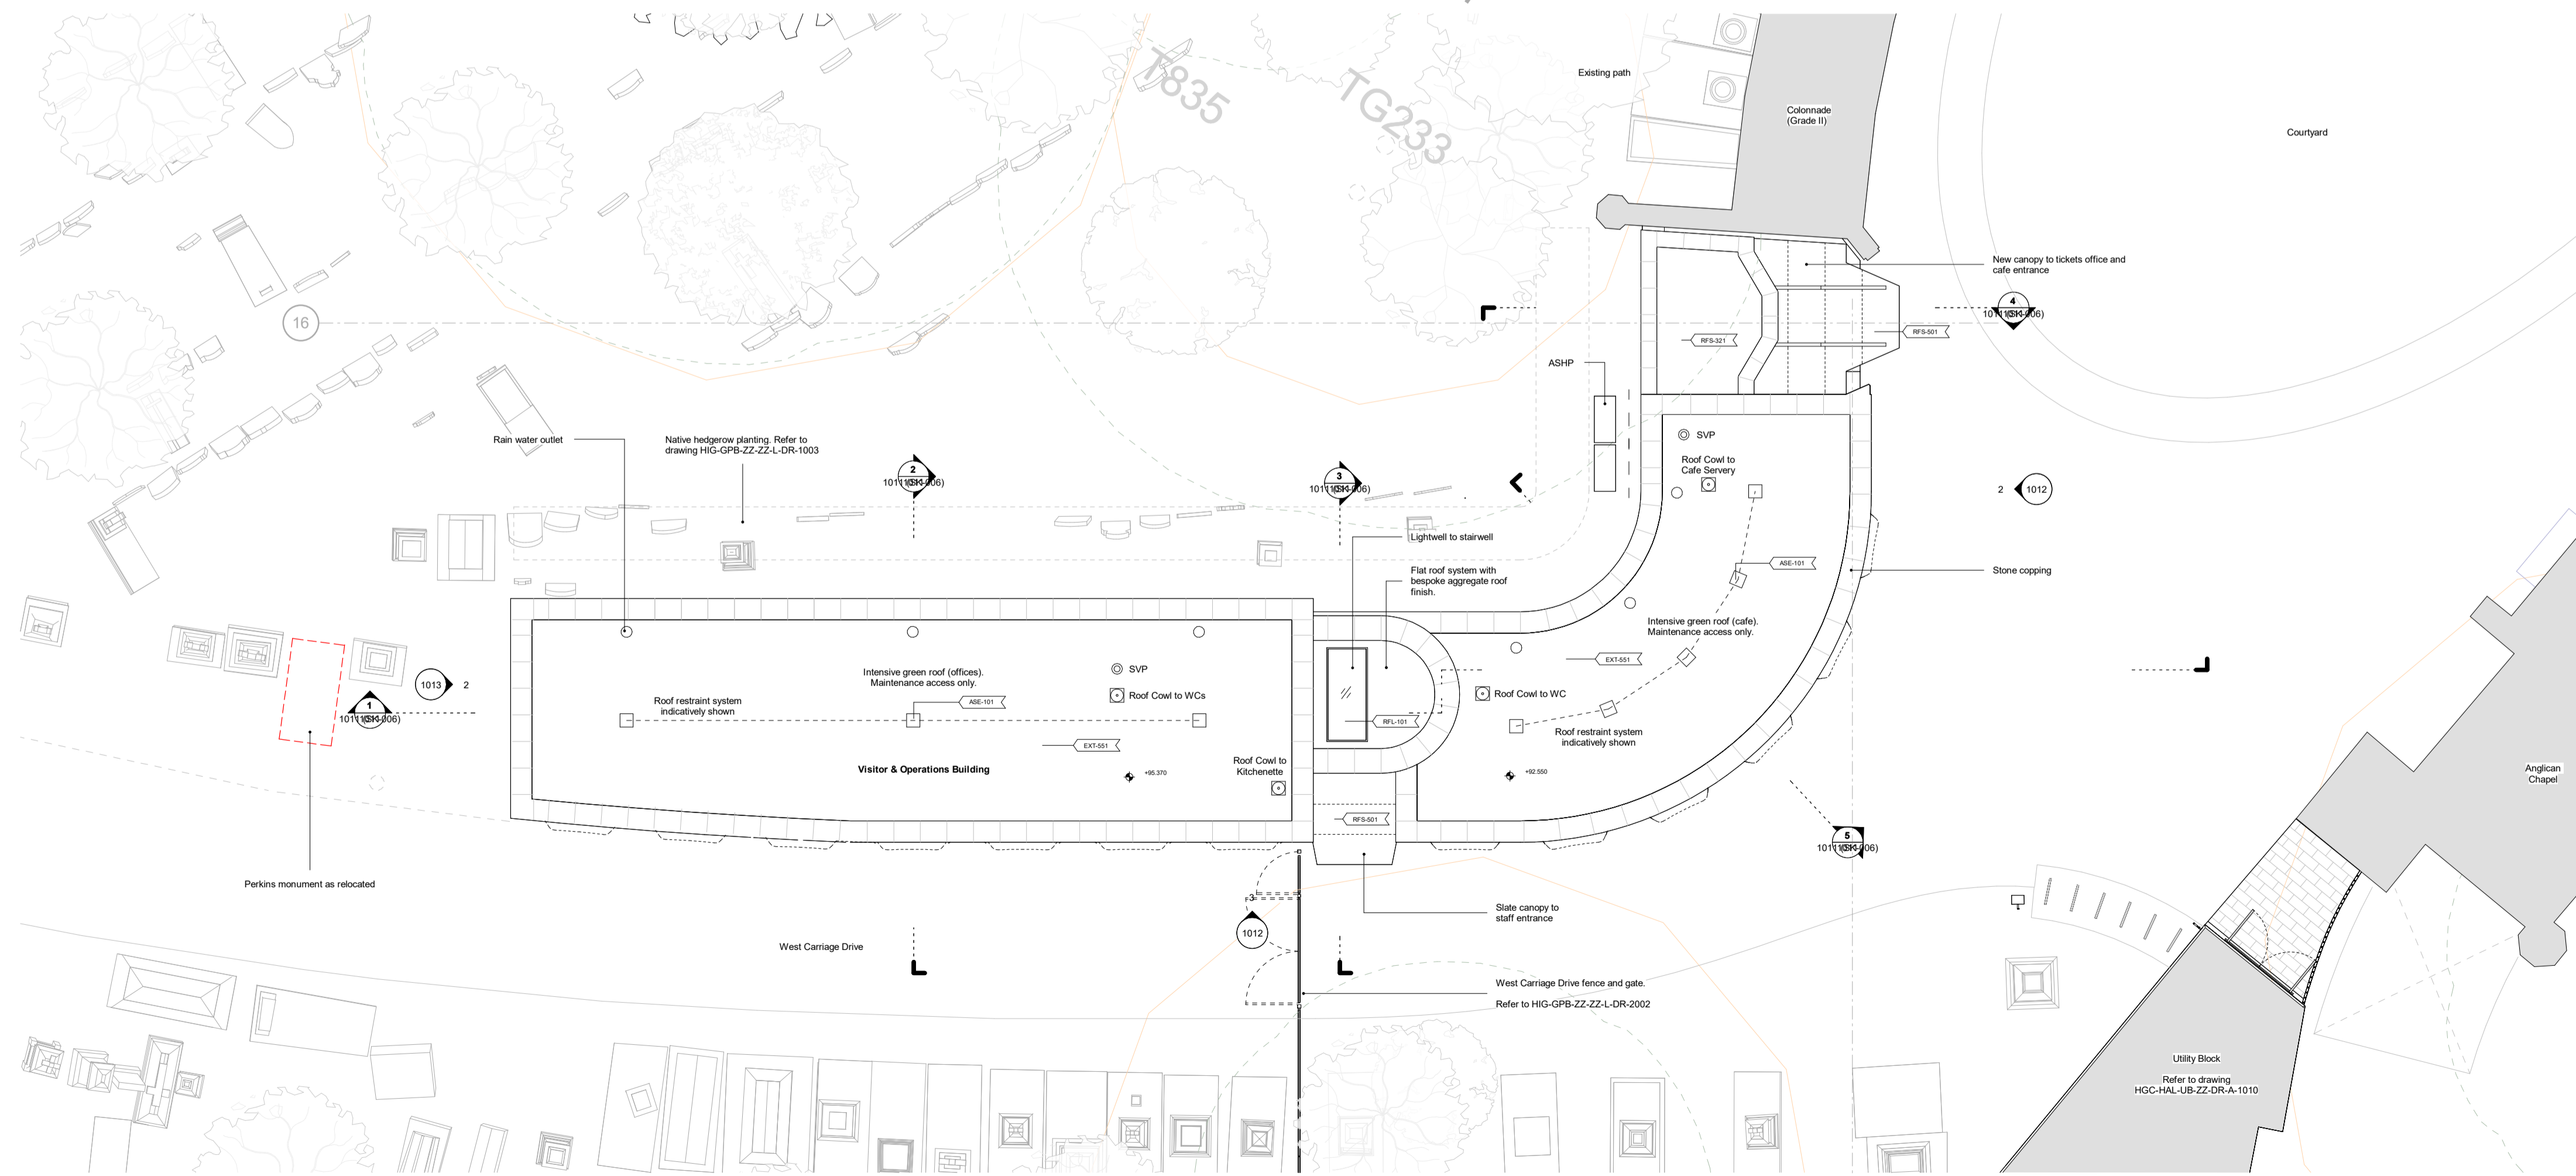 T835
TG233
Existing path
Colonnade
(Grade II)
Courtyard
New canopy to tickets office and
cafe entrance
16
4
RFS-501
RFS-321
ASHP
Rain water outlet
Native hedgerow planting. Refer to
drawing HIG-GPB-ZZ-ZZ-L-DR-1003
SVP
Roof Cowl to
Cafe Servery
2
3
2
1012
Lightwell to stairwell
ASE-101
Stone copping
Flat roof system with
bespoke aggregate roof
finish.
Intensive green roof (cafe).
Maintenance access only.
EXT-551
Intensive green roof (offices).
Maintenance access only.
SVP
Roof Cowl to WCs
Roof Cowl to WC
1013
2
1
Roof restraint system
indicatively shown
ASE-101
RFL-101
Roof restraint system
indicatively shown
EXT-551
Visitor & Operations Building
+95.370
Roof Cowl to
Kitchenette
+92.550
Anglican
Chapel
RFS-501
5
Perkins monument as relocated
3
1012
Slate canopy to
staff entrance
West Carriage Drive
West Carriage Drive fence and gate.
Refer to HIG-GPB-ZZ-ZZ-L-DR-2002
Utility Block
Refer to drawing
HGC-HAL-UB-ZZ-DR-A-1010